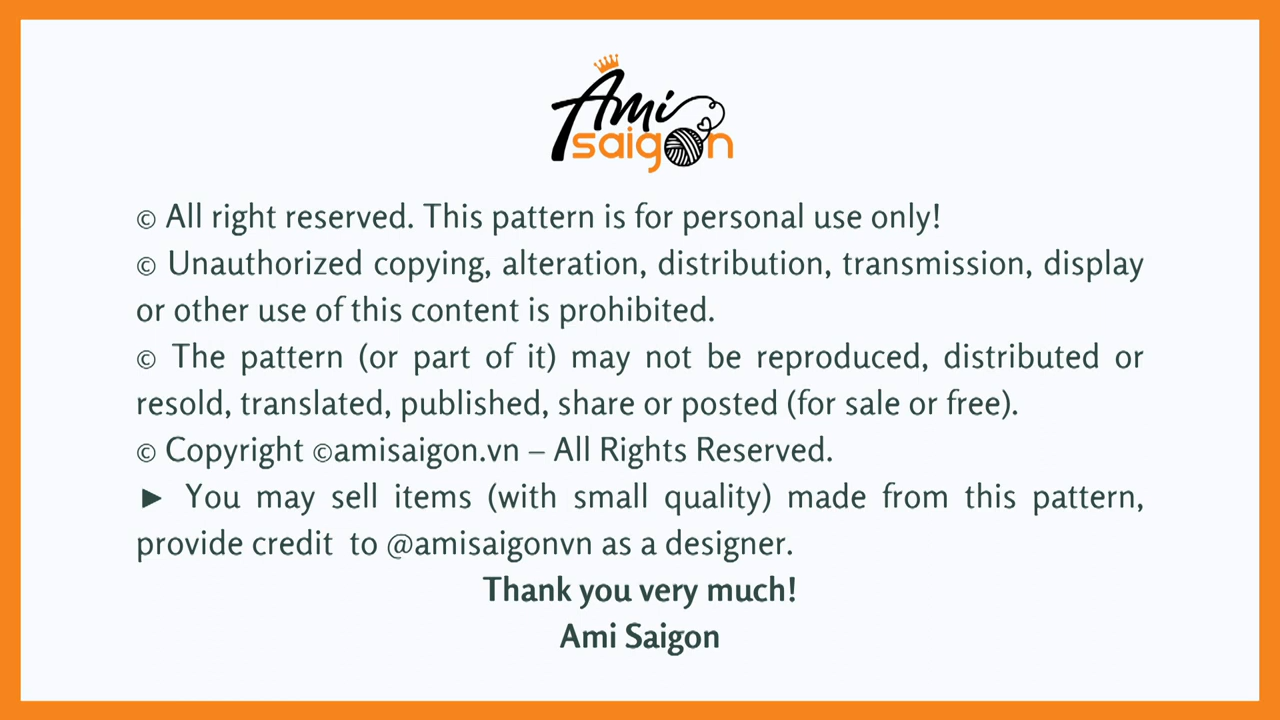 Ami
saigon
© All right reserved. This pattern is for personal use only!
© Unauthorized copying, alteration, distribution, transmission, display
or other use of this content is prohibited.
© The pattern (or part of it) may not be reproduced, distributed or
resold, translated, published, share or posted (for sale or free).
© Copyright ©amisaigon.vn – All Rights Reserved.
► You may sell items (with small quality) made from this pattern,
provide credit  to @amisaigonvn as a designer.
Thank you very much!
Ami Saigon